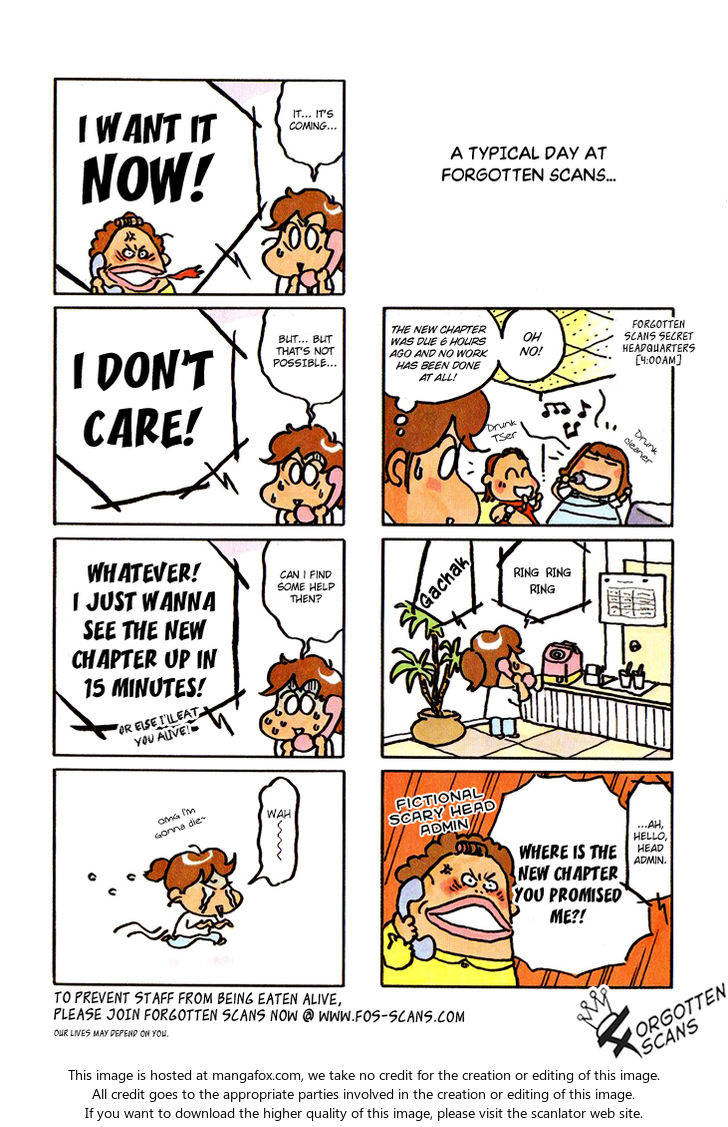 A TYPICAL DAY AT
FORGOTTEN SCANS...
FORGOTTEN
SCANS SECRET
HEADQUARTERS
[4:00AM]
OH
NO!
THE NEW CHAPTER
WAS DUE 6 HOURS
AGO AND NO WORK
HAS BEEN DONE
AT ALL!
Drunk
cleaner
Drunk
TSer
RING RING
RING
Gachak
...AH,
HELLO,
HEAD
ADMIN.
WHERE IS THE
NEW CHAPTER
YOU PROMISED
ME?!
FICTIONAL
SCARY HEAD
ADMIN
IT... IT'S
COMING...
I WANT IT
NOW!
BUT... BUT
THAT'S NOT
POSSIBLE...
I DON'T
CARE!
CAN I FIND
SOME HELP
THEN?
WHATEVER!
I JUST WANNA
SEE THE NEW
CHAPTER UP IN
15 MINUTES!
OR ELSE I'LL EAT
YOU ALIVE!
WAH
OMG I'm
Gonna die~
TO PREVENT STAFF FROM BEING EATEN ALIVE,
PLEASE JOIN FORGOTTEN SCANS NOW @ WWW.FOS-SCANS.COM
OUR LIVES MAY DEPEND ON YOU.
FORGOTTEN
SCANS
This image is hosted at mangafox.com, we take no credit for the creation or editing of this image.
All credit goes to the appropriate parties involved in the creation or editing of this image.
If you want to download the higher quality of this image, please visit the scanlator web site.